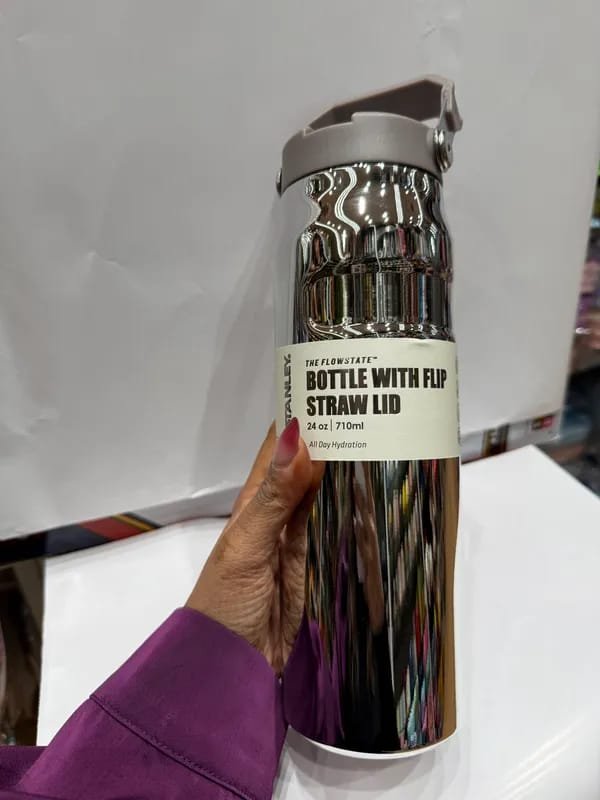 STANLEY.
THE FLOWSTATE™
BOTTLE WITH FLIP
STRAW LID
24 oz | 710ml
All Day Hydration